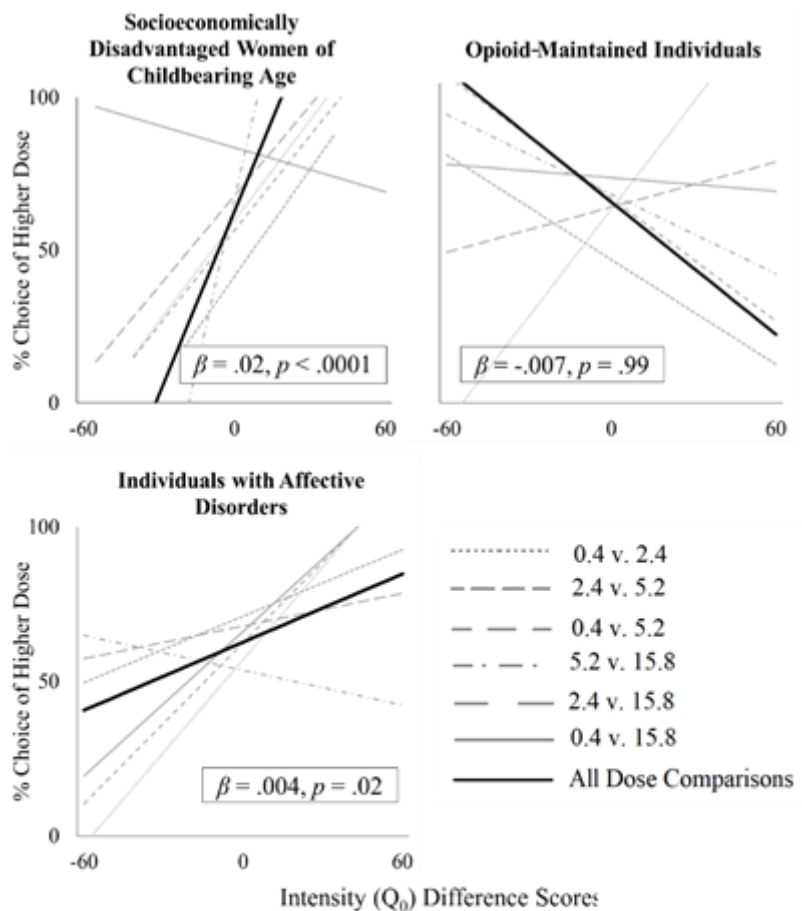 Socioeconomically
Disadvantaged Women of
Childbearing Age
Opioid-Maintained Individuals
% Choice of Higher Dose
100
50
0
-60
0
60
β = .02, p < .0001
100
50
0
-60
0
60
β = -.007, p = .99
Individuals with Affective
Disorders
% Choice of Higher Dose
100
50
0
-60
0
60
β = .004, p = .02
0.4 v. 2.4
2.4 v. 5.2
0.4 v. 5.2
5.2 v. 15.8
2.4 v. 15.8
0.4 v. 15.8
All Dose Comparisons
Intensity (Q₀) Difference Scores